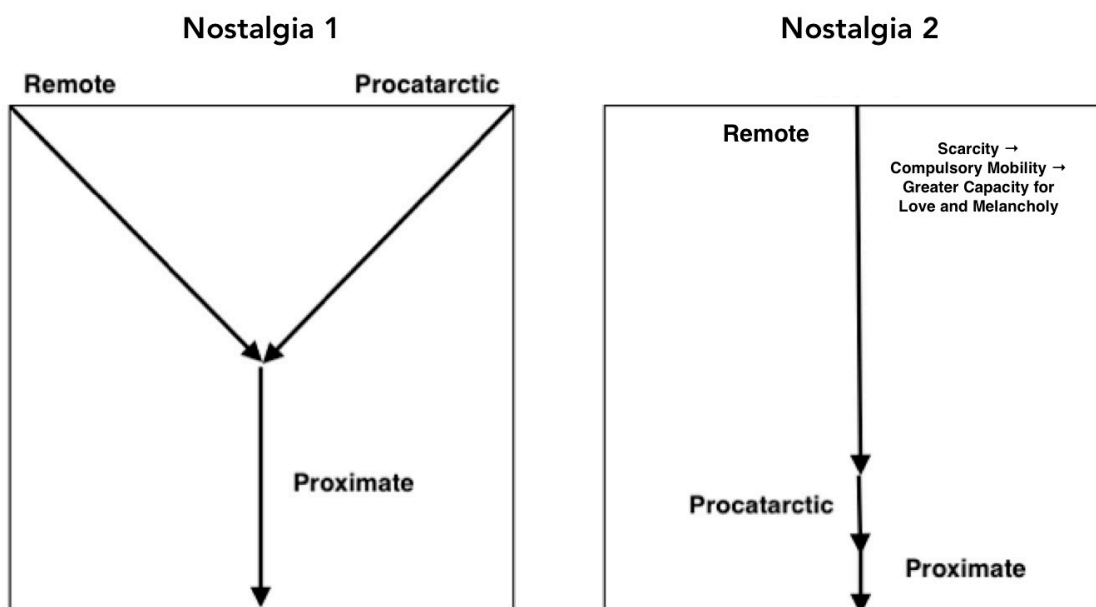 Nostalgia 1
Remote
Procatarctic
Proximate
Nostalgia 2
Remote
Scarcity →
Compulsory Mobility →
Greater Capacity for
Love and Melancholy
Procatarctic
Proximate